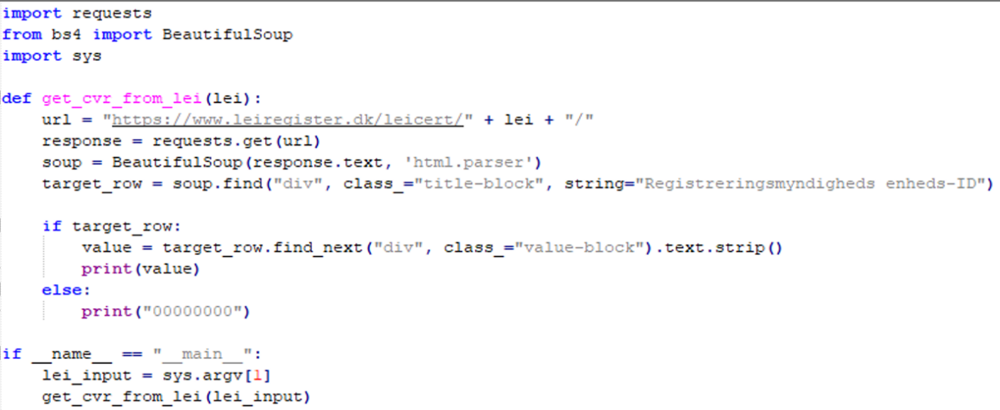 import requests
from bs4 import BeautifulSoup
import sys
def get_cvr_from_lei(lei):
    url = "https://www.leiregister.dk/leicert/" + lei + "/"
    response = requests.get(url)
    soup = BeautifulSoup(response.text, 'html.parser')
    target_row = soup.find("div", class_="title-block", string="Registreringsmyndigheds enheds-ID")
    if target_row:
        value = target_row.find_next("div", class_="value-block").text.strip()
        print(value)
    else:
        print("00000000")
if __name__ == "__main__":
    lei_input = sys.argv[1]
    get_cvr_from_lei(lei_input)